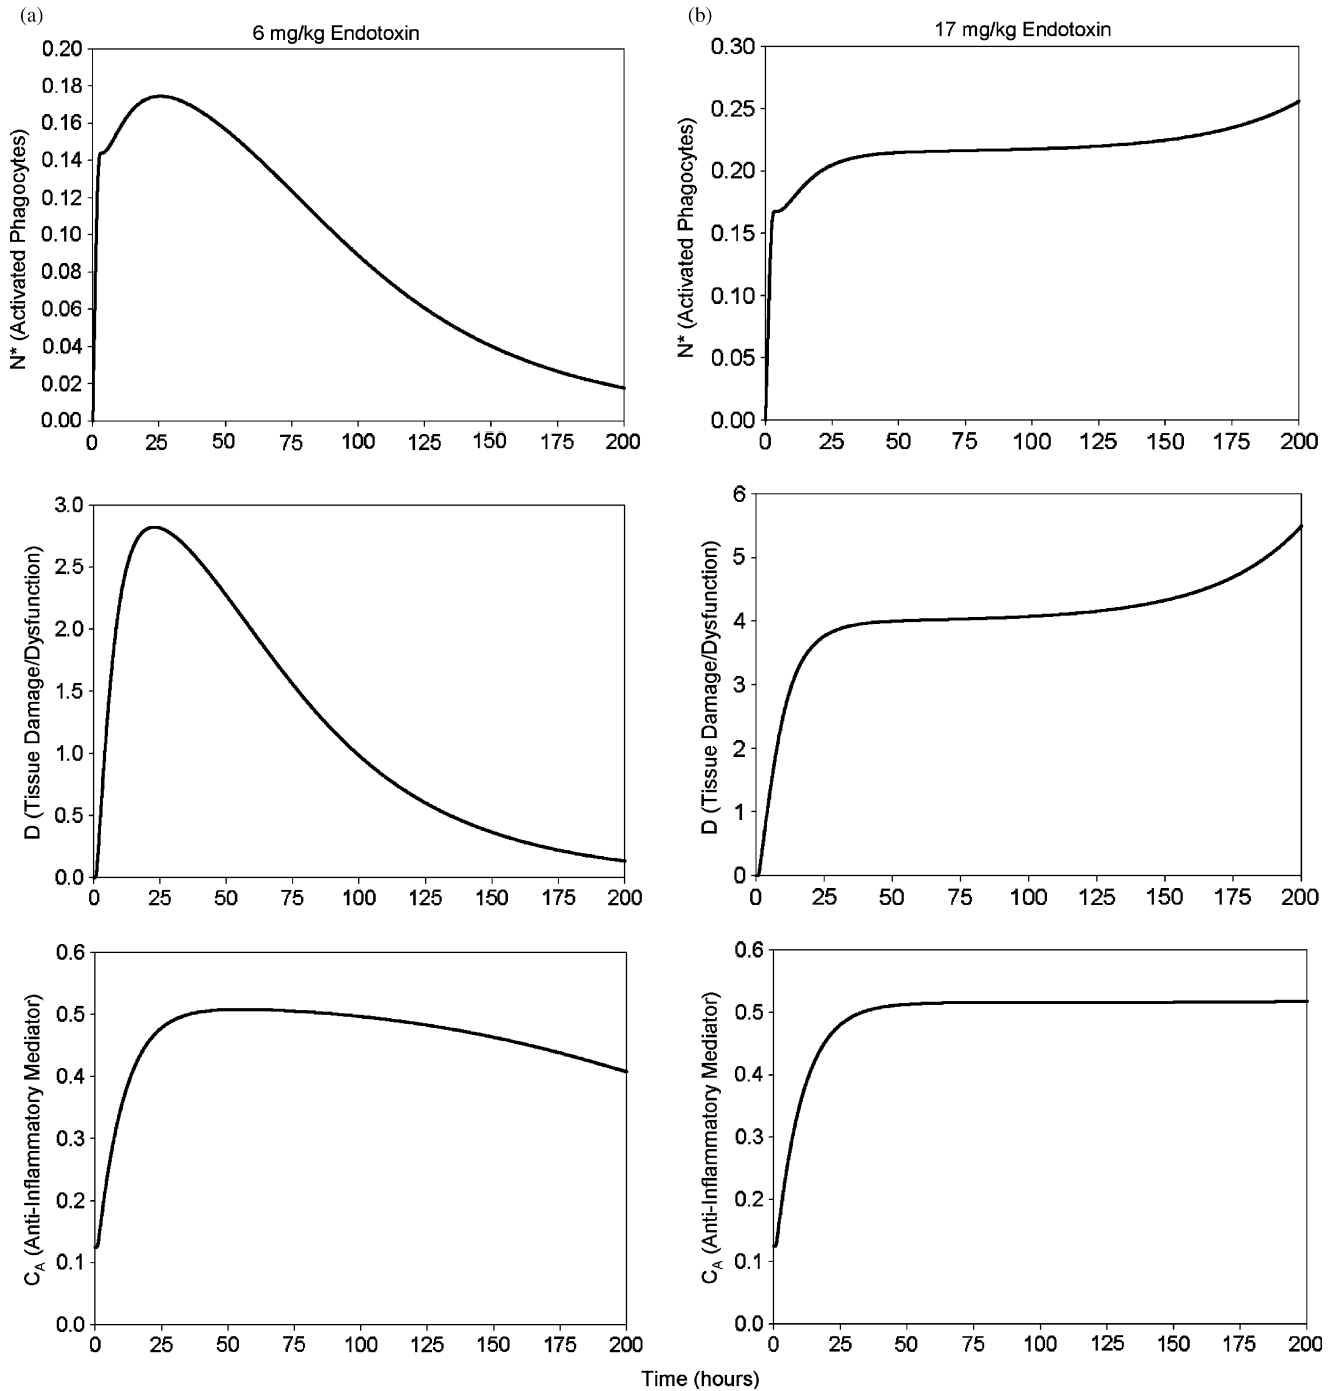 (a)
6 mg/kg Endotoxin
N* (Activated Phagocytes)
0.20
0.18
0.16
0.14
0.12
0.10
0.08
0.06
0.04
0.02
0.00
0 25 50 75 100 125 150 175 200
(b)
17 mg/kg Endotoxin
N* (Activated Phagocytes)
0.30
0.25
0.20
0.15
0.10
0.05
0.00
0 25 50 75 100 125 150 175 200
D (Tissue Damage/Dysfunction)
3.0
2.5
2.0
1.5
1.0
0.5
0.0
0 25 50 75 100 125 150 175 200
D (Tissue Damage/Dysfunction)
6
5
4
3
2
1
0
0 25 50 75 100 125 150 175 200
C_A (Anti-Inflammatory Mediator)
0.6
0.5
0.4
0.3
0.2
0.1
0.0
0 25 50 75 100 125 150 175 200
C_A (Anti-Inflammatory Mediator)
0.6
0.5
0.4
0.3
0.2
0.1
0.0
0 25 50 75 100 125 150 175 200
Time (hours)